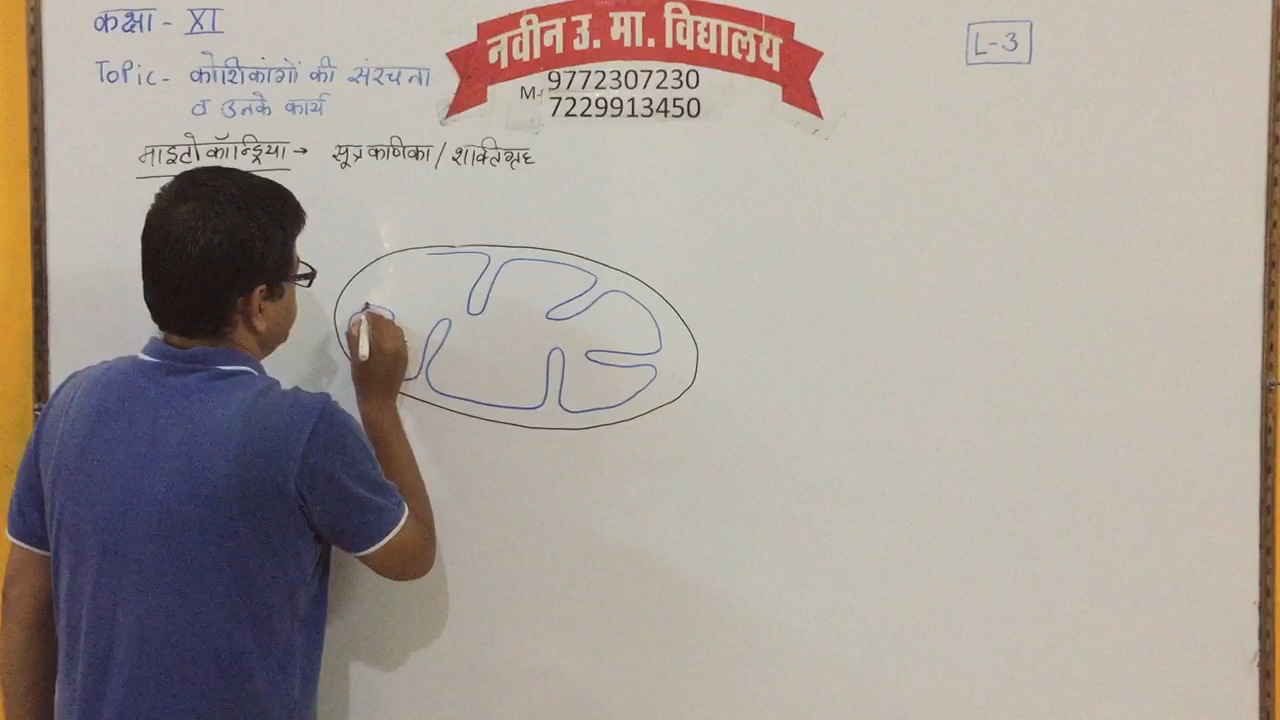 कक्षा - XI
Topic - कोशिकांगों की संरचना
व उनके कार्य
नवीन उ. मा. विद्यालय
M- 9772307230
7229913450
L-3
माइटोकॉन्ड्रिया → सूत्र कणिका / शक्तिगृह